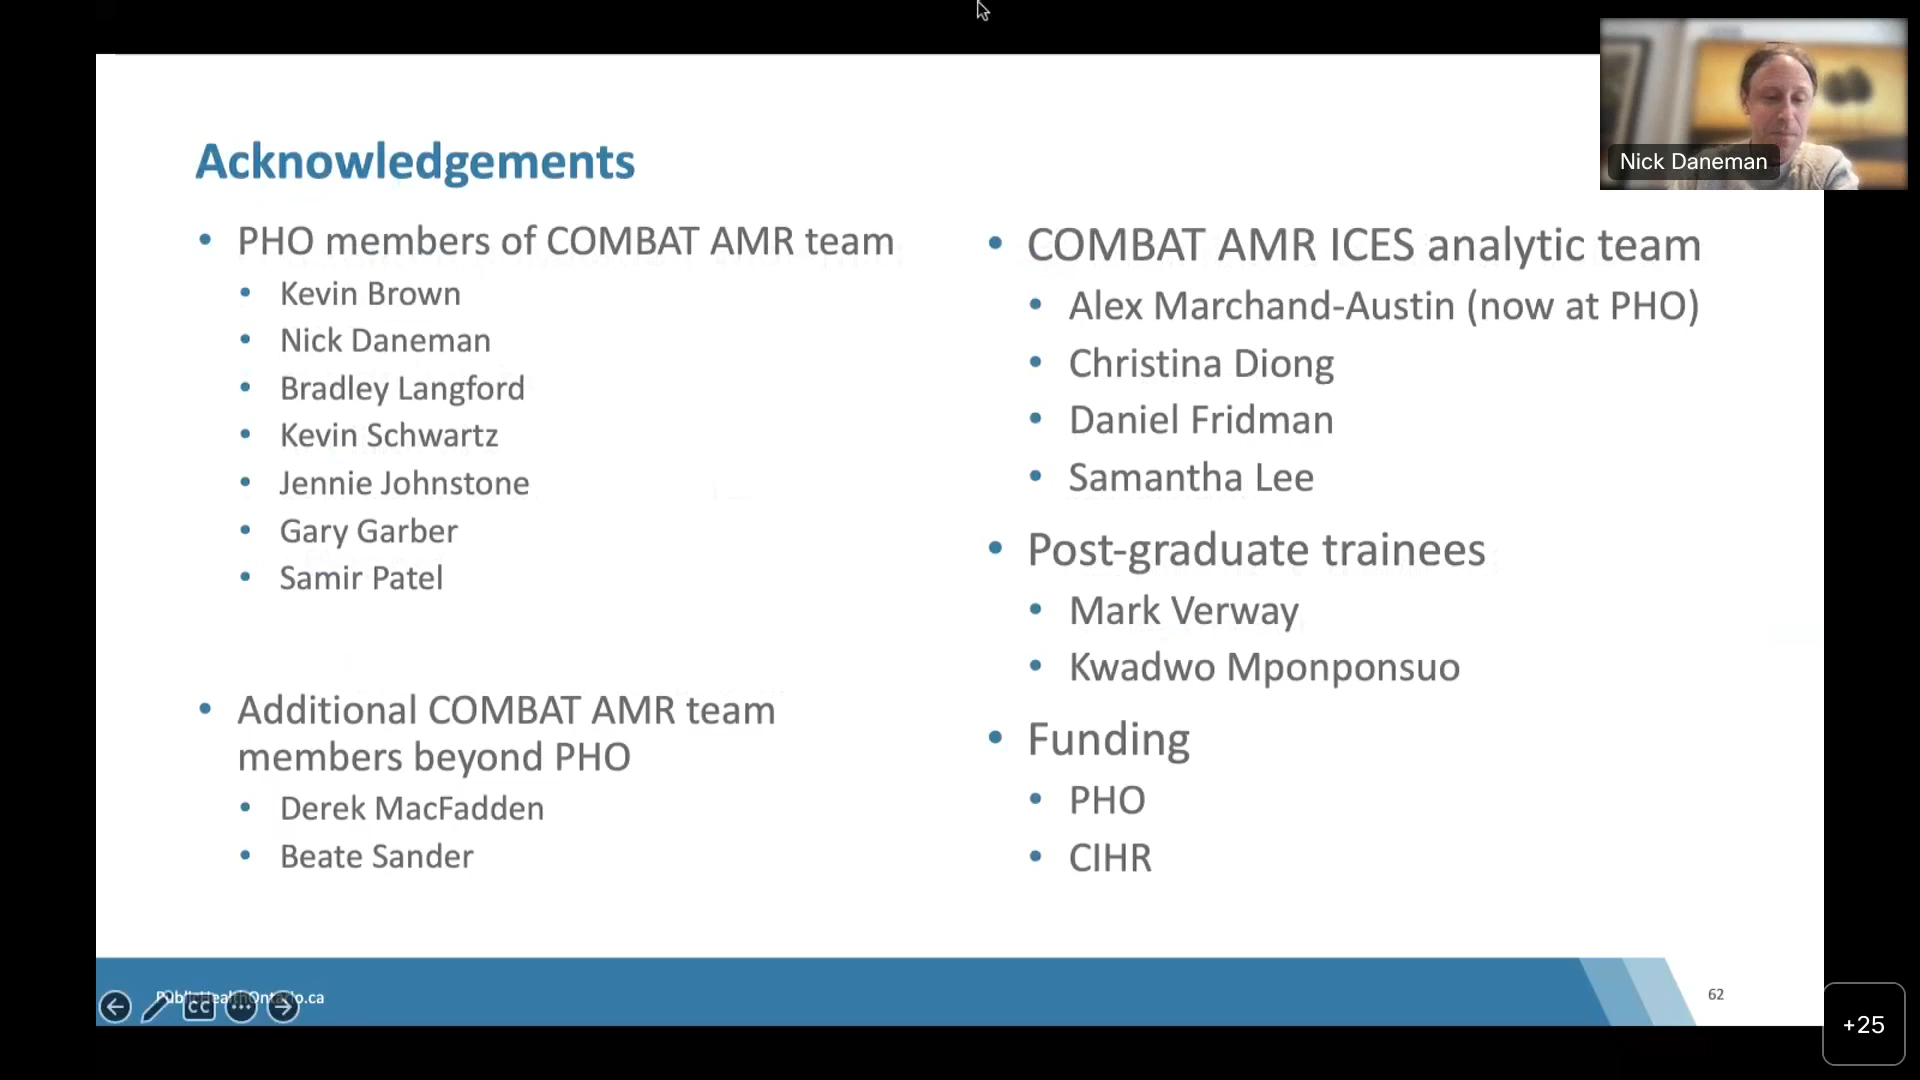 Acknowledgements
PHO members of COMBAT AMR team
Kevin Brown
Nick Daneman
Bradley Langford
Kevin Schwartz
Jennie Johnstone
Gary Garber
Samir Patel
Additional COMBAT AMR team
members beyond PHO
Derek MacFadden
Beate Sander
COMBAT AMR ICES analytic team
Alex Marchand-Austin (now at PHO)
Christina Diong
Daniel Fridman
Samantha Lee
Post-graduate trainees
Mark Verway
Kwadwo Mponponsuo
Funding
PHO
CIHR
Nick Daneman
PublicHealthOntario.ca
CC
62
+25